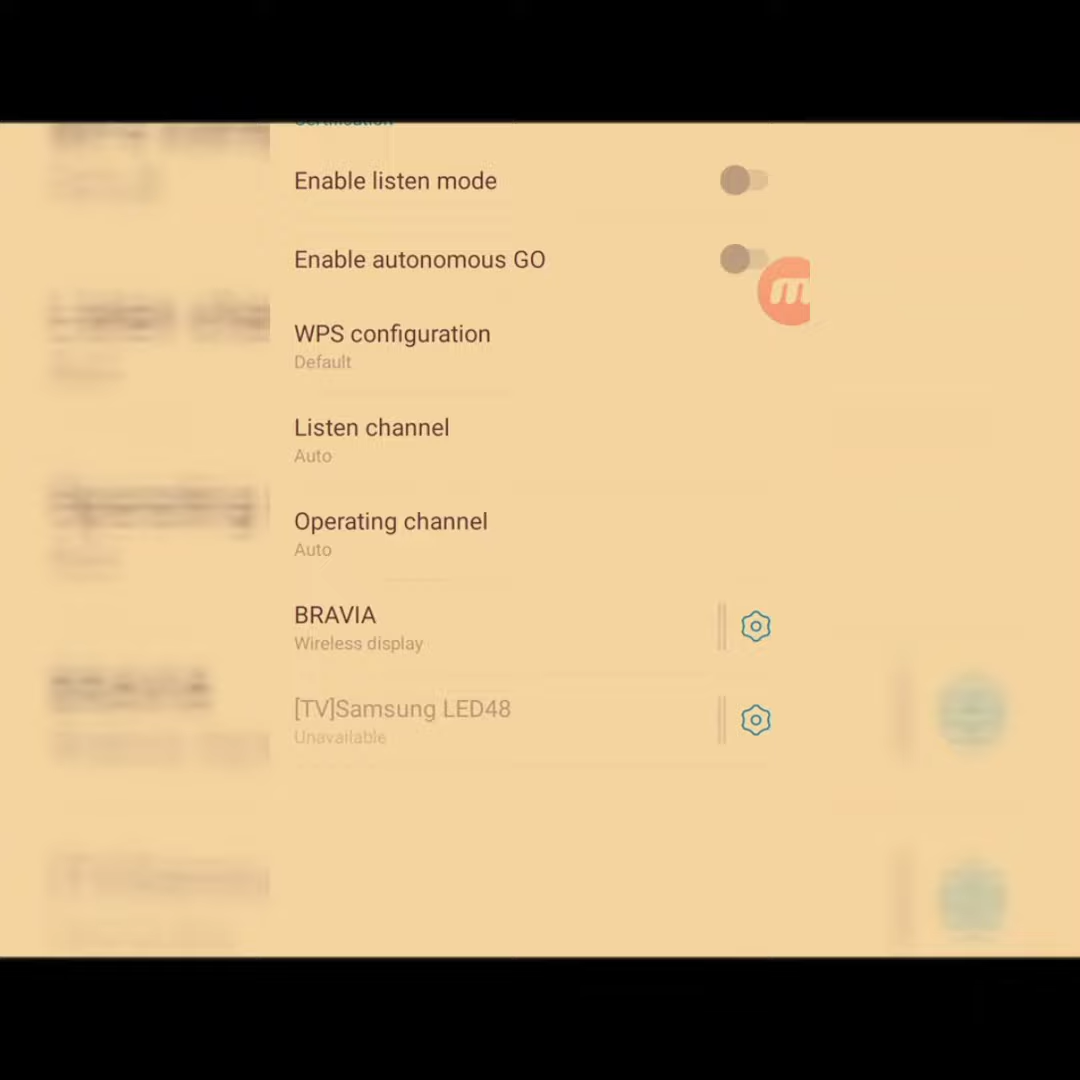 Certification
Enable listen mode
Enable autonomous GO
WPS configuration
Default
Listen channel
Auto
Operating channel
Auto
BRAVIA
Wireless display
[TV]Samsung LED48
Unavailable